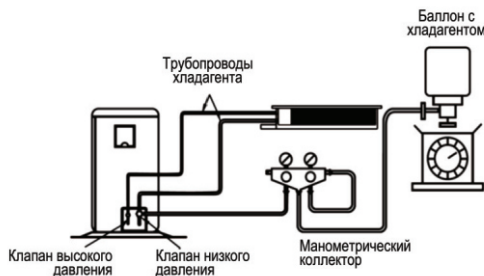 Баллон с
хладагентом
Трубопроводы
хладагента
Клапан высокого
давления
Клапан низкого
давления
Манометрический
коллектор